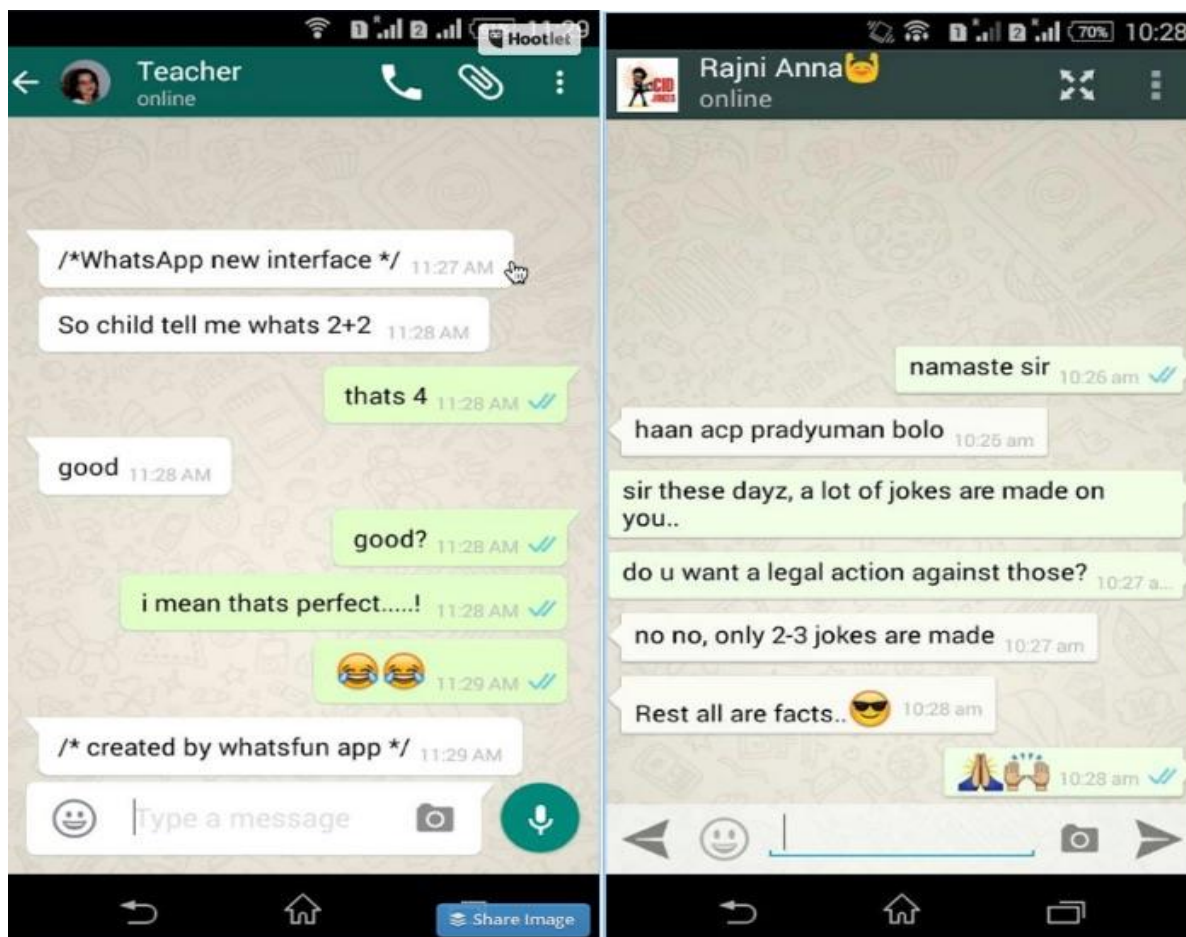 Hootlet
Teacher
online
/*WhatsApp new interface */ 11:27 AM
So child tell me whats 2+2 11:28 AM
thats 4 11:28 AM
good 11:28 AM
good? 11:28 AM
i mean thats perfect.....! 11:28 AM
😂😂 11:29 AM
/* created by whatsfun app */ 11:29 AM
Type a message
Share Image
70% 10:28
Rajni Anna🙆
online
namaste sir 10:26 am
haan acp pradyuman bolo 10:25 am
sir these dayz, a lot of jokes are made on
you..
do u want a legal action against those? 10:27 a...
no no, only 2-3 jokes are made 10:27 am
Rest all are facts..😎 10:28 am
🙏🙌 10:28 am